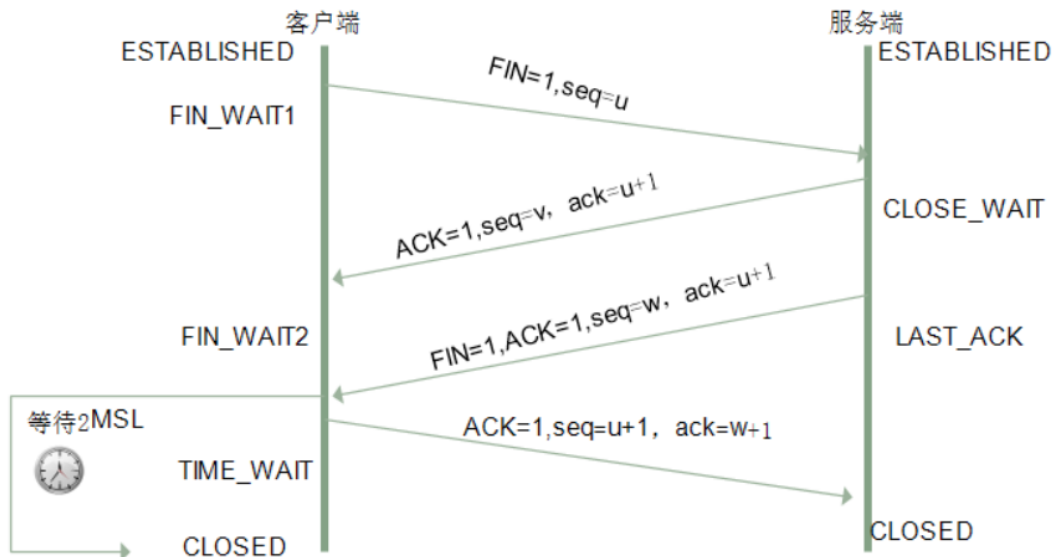 客户端
服务端
ESTABLISHED
ESTABLISHED
FIN=1,seq=u
FIN_WAIT1
ACK=1,seq=v，ack=u+1
CLOSE_WAIT
FIN=1,ACK=1,seq=w，ack=u+1
FIN_WAIT2
LAST_ACK
等待2MSL
ACK=1,seq=u+1，ack=w+1
TIME_WAIT
CLOSED
CLOSED